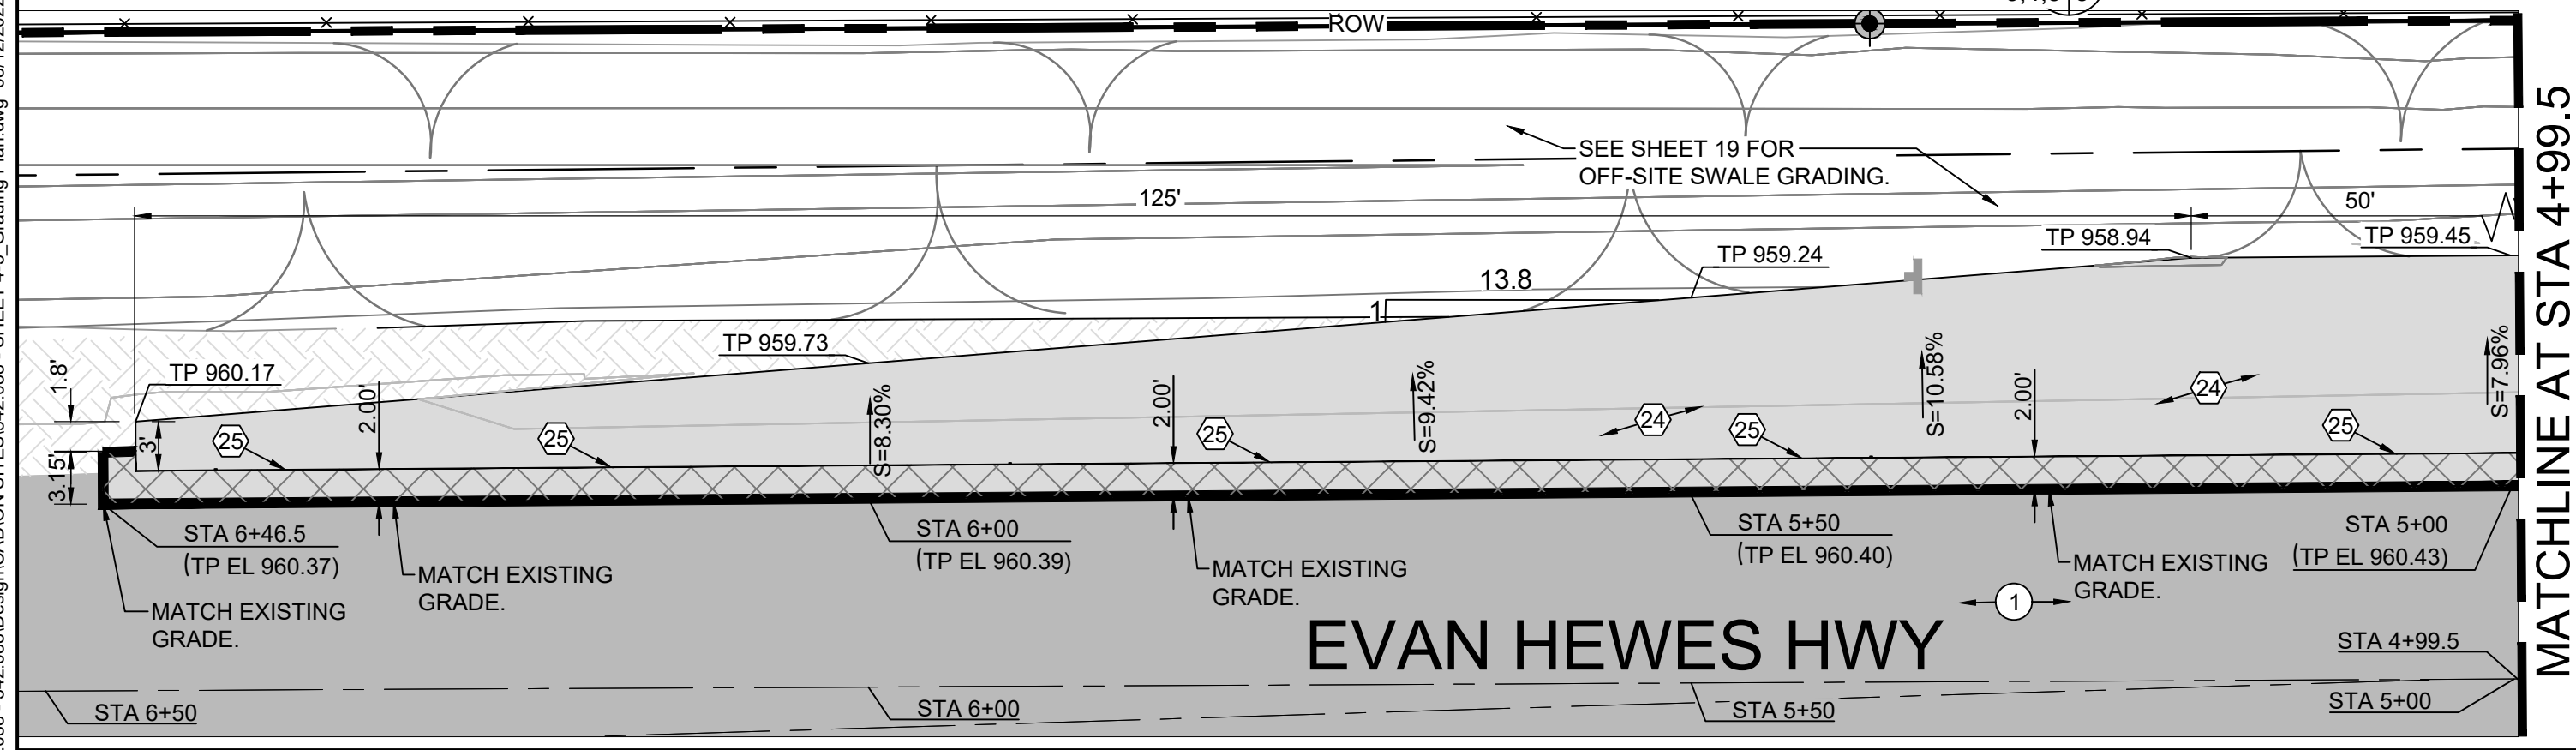 ROW
SEE SHEET 19 FOR
OFF-SITE SWALE GRADING.
125'
50'
TP 959.24
TP 958.94
TP 959.45
13.8
1
TP 959.73
TP 960.17
1.8'
3'
3.15'
2.00'
2.00'
2.00'
S=8.30%
S=9.42%
S=10.58%
S=7.96%
24
24
25
25
25
25
25
STA 6+46.5
(TP EL 960.37)
STA 6+00
(TP EL 960.39)
STA 5+50
(TP EL 960.40)
STA 5+00
(TP EL 960.43)
MATCH EXISTING
GRADE.
MATCH EXISTING
GRADE.
MATCH EXISTING
GRADE.
MATCH EXISTING
GRADE.
1
EVAN HEWES HWY
STA 4+99.5
STA 6+50
STA 6+00
STA 5+50
STA 5+00
MATCHLINE AT STA 4+99.5